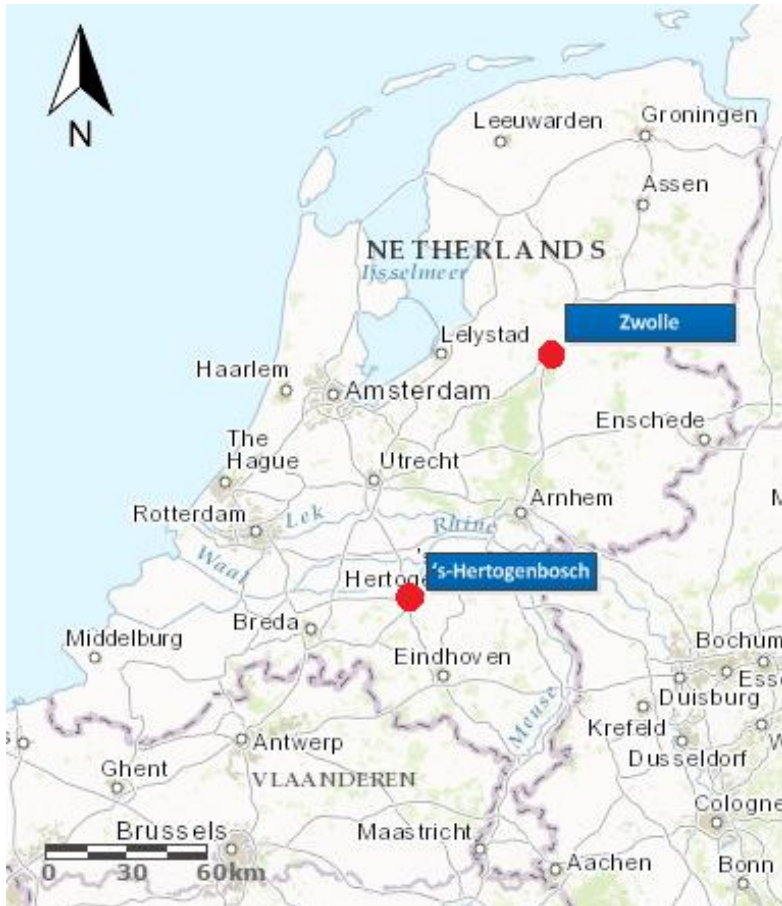 N
Leeuwarden
Groningen
Assen
NETHERLANDS
Ijsselmeer
Zwolle
Lelystad
Haarlem
Amsterdam
Enschede
The
Hague
Utrecht
Arnhem
Rotterdam
Lek
Rhine
Waal
's-Hertogenbosch
Hertoge
Breda
Middelburg
Eindhoven
Bochum
Esse
Duisburg
Meuse
Krefeld
Dusseldorf
Antwerp
Ghent
VLAANDEREN
Cologne
Brussels
Maastricht
0 30 60km
Aachen
Bonn